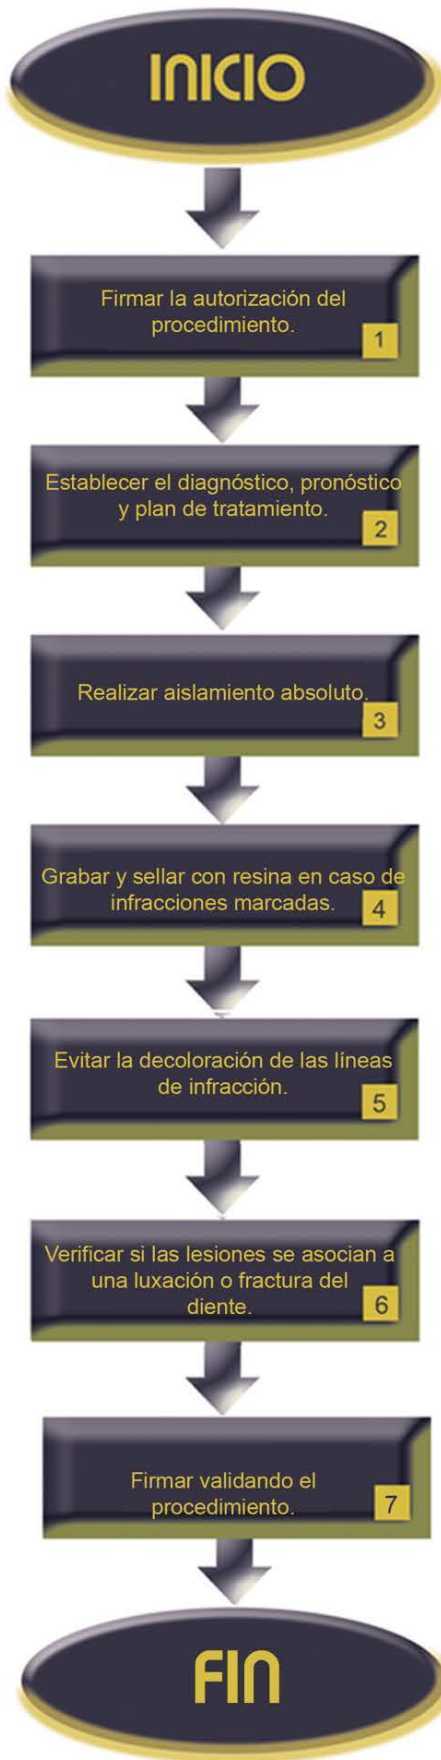 INICIO
Firmar la autorización del
procedimiento.
1
Establecer el diagnóstico, pronóstico
y plan de tratamiento.
2
Realizar aislamiento absoluto.
3
Grabar y sellar con resina en caso de
infracciones marcadas.
4
Evitar la decoloración de las líneas
de infracción.
5
Verificar si las lesiones se asocian a
una luxación o fractura del
diente.
6
Firmar validando el
procedimiento.
7
FIN